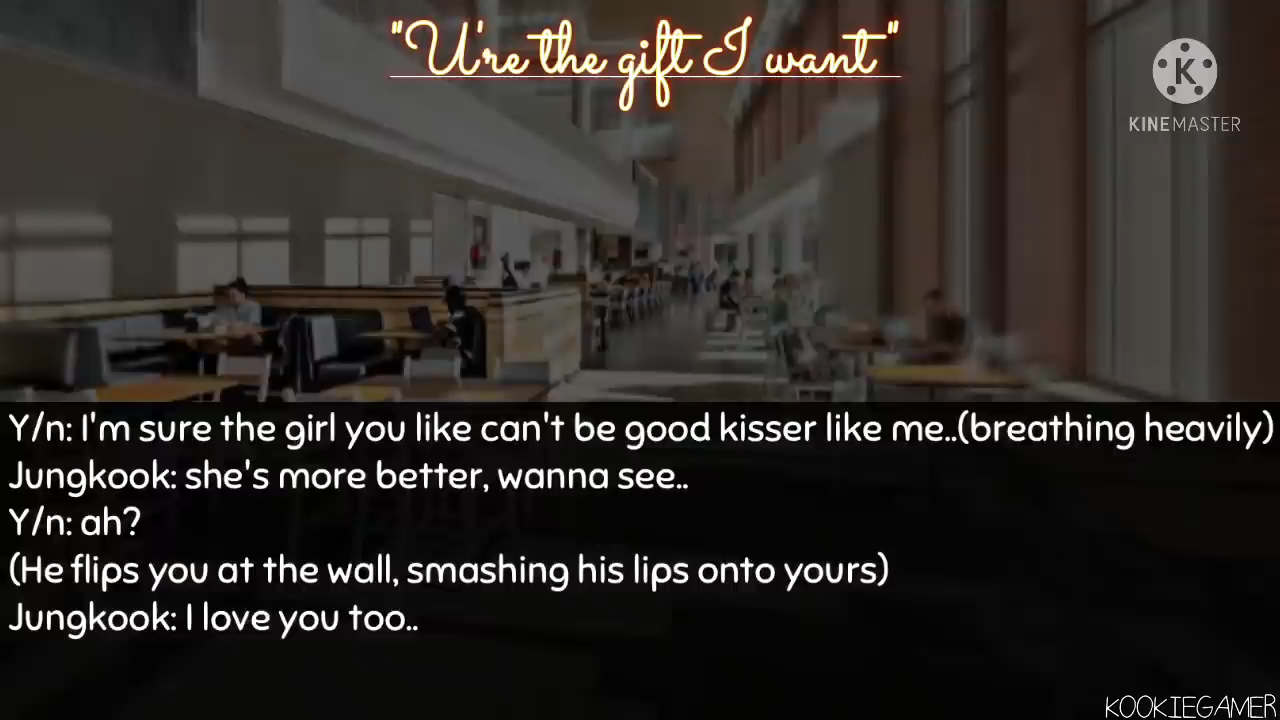 "U're the gift I want"
K
KINEMASTER
Y/n: I'm sure the girl you like can't be good kisser like me..(breathing heavily)
Jungkook: she's more better, wanna see..
Y/n: ah?
(He flips you at the wall, smashing his lips onto yours)
Jungkook: I love you too..
KOOKIEGAMER